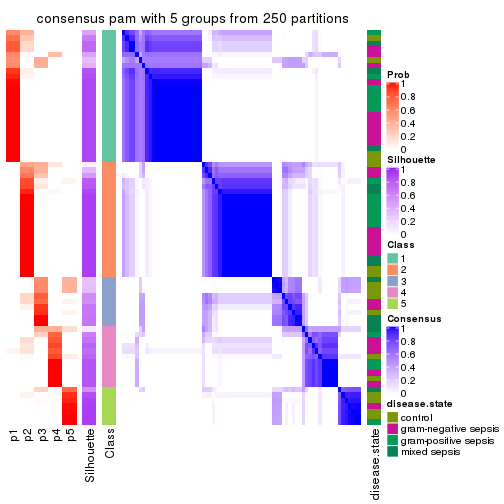 consensus pam with 5 groups from 250 partitions
Prob
1
0.8
0.6
0.4
0.2
0
Silhouette
1
0.8
0.6
0.4
0.2
0
Class
1
2
3
4
5
Consensus
1
0.8
0.6
0.4
0.2
0
disease.state
control
gram-negative sepsis
gram-positive sepsis
mixed sepsis
p1
p2
p3
p4
p5
Silhouette
Class
disease.state